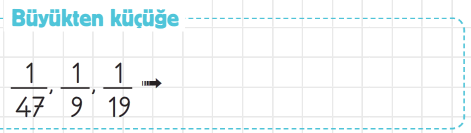 Büyükten küçüğe
1/47, 1/9, 1/19 ➟